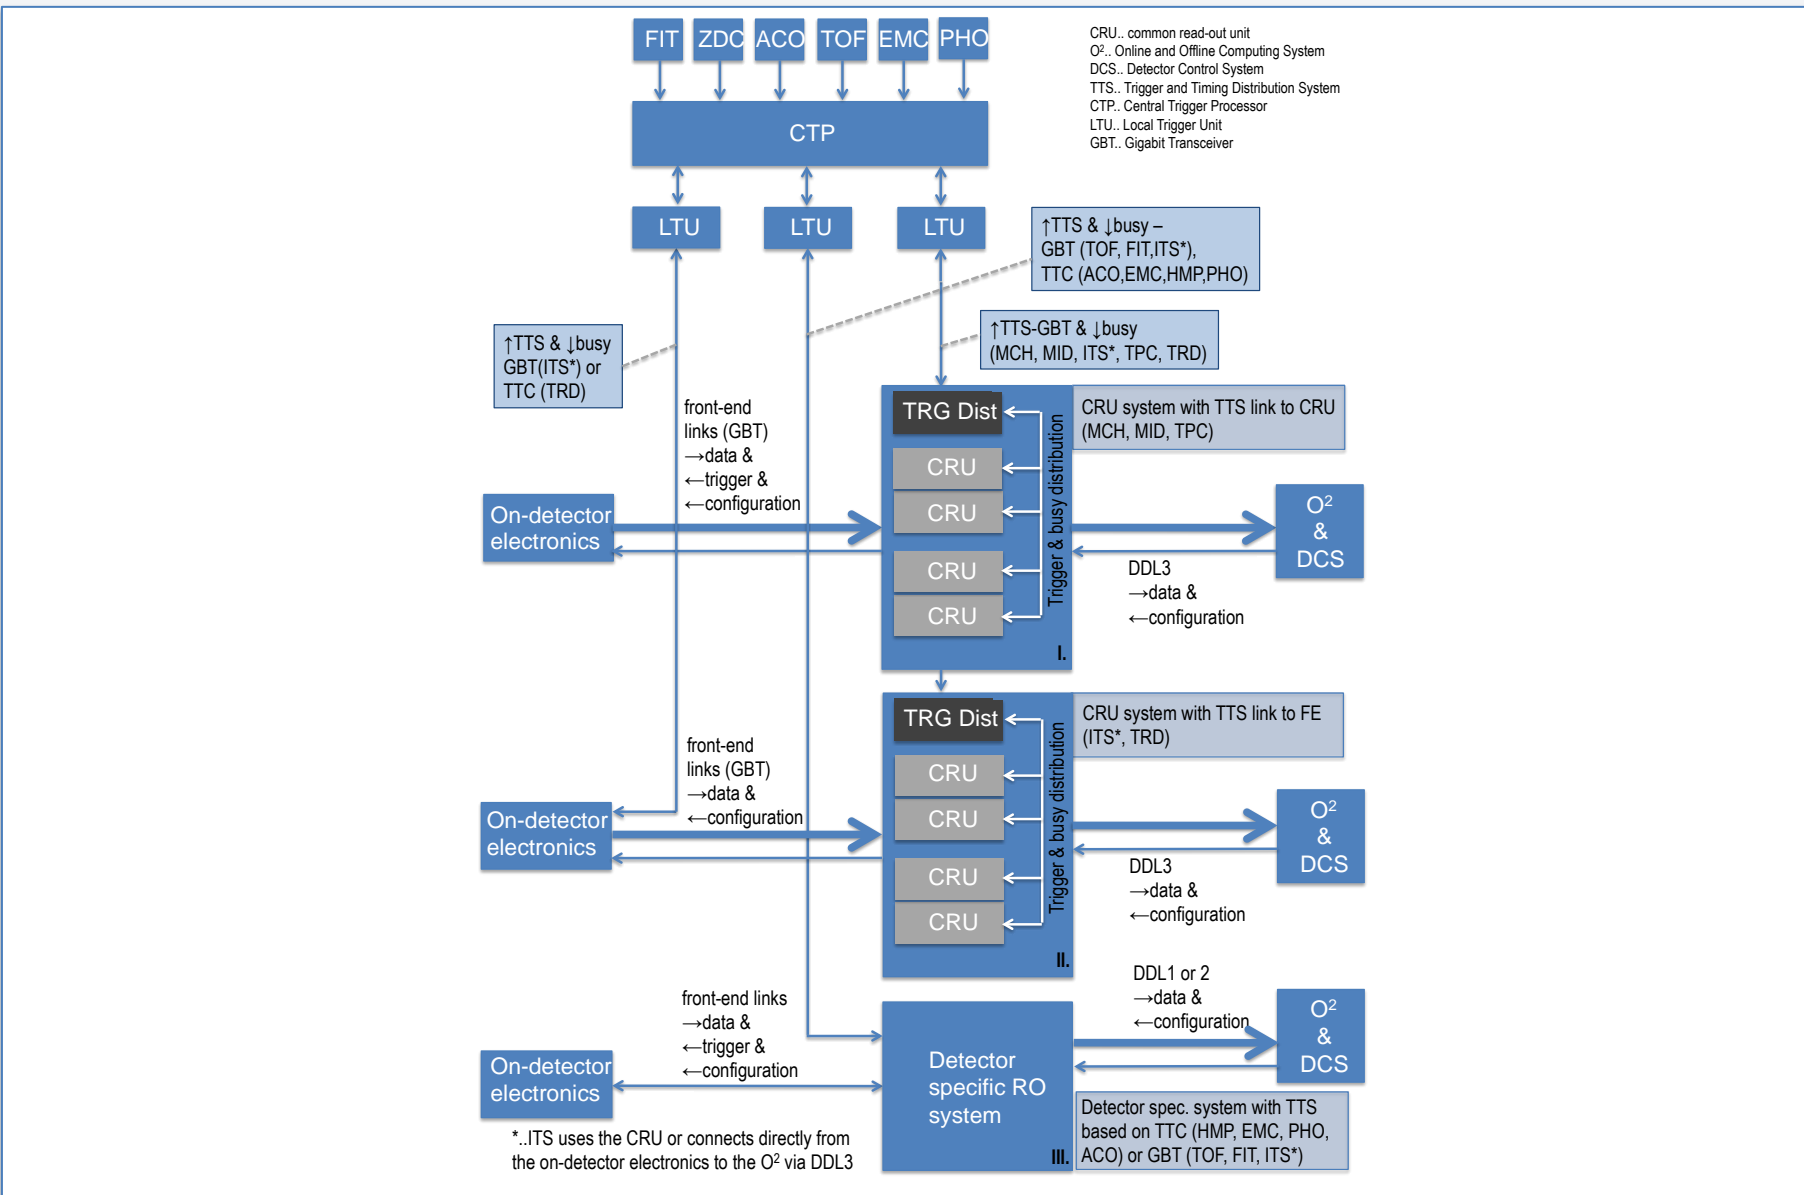 FIT ZDC ACO TOF EMC PHO
CRU.. common read-out unit
O².. Online and Offline Computing System
DCS.. Detector Control System
TTS.. Trigger and Timing Distribution System
CTP.. Central Trigger Processor
LTU.. Local Trigger Unit
GBT.. Gigabit Transceiver
CTP
LTU LTU LTU
↑TTS & ↓busy –
GBT (TOF, FIT,ITS*),
TTC (ACO,EMC,HMP,PHO)
↑TTS-GBT & ↓busy
(MCH, MID, ITS*, TPC, TRD)
↑TTS & ↓busy
GBT(ITS*) or
TTC (TRD)
front-end
links (GBT)
→data &
←trigger &
←configuration
On-detector
electronics
TRG Dist
CRU
CRU
CRU
CRU
Trigger & busy distribution
I.
CRU system with TTS link to CRU
(MCH, MID, TPC)
O²
&
DCS
DDL3
→data &
←configuration
front-end
links (GBT)
→data &
←configuration
On-detector
electronics
TRG Dist
CRU
CRU
CRU
CRU
Trigger & busy distribution
II.
CRU system with TTS link to FE
(ITS*, TRD)
O²
&
DCS
DDL3
→data &
←configuration
front-end links
→data &
←trigger &
←configuration
On-detector
electronics
Detector
specific RO
system
III.
DDL1 or 2
→data &
←configuration
O²
&
DCS
Detector spec. system with TTS
based on TTC (HMP, EMC, PHO,
ACO) or GBT (TOF, FIT, ITS*)
*..ITS uses the CRU or connects directly from
the on-detector electronics to the O² via DDL3